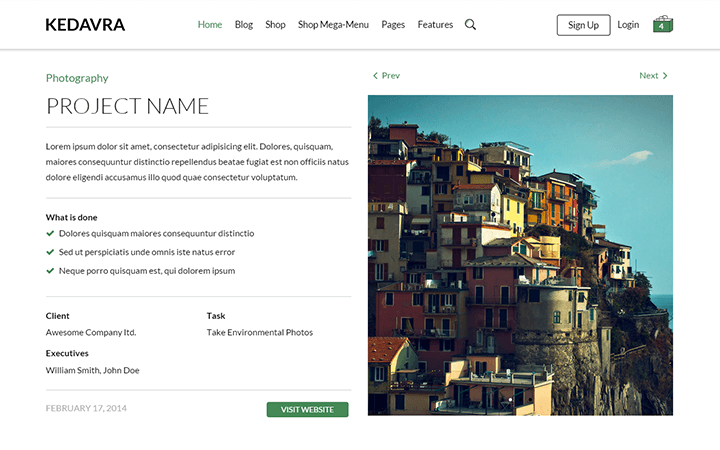 KEDAVRA
Home Blog Shop Shop Mega-Menu Pages Features
Sign Up Login 4
Photography
PROJECT NAME
Lorem ipsum dolor sit amet, consectetur adipisicing elit. Dolores, quisquam,
maiores consequuntur distinctio repellendus beatae fugiat est non officiis natus
dolore eligendi accusamus illo quod quae consectetur voluptatum.
What is done
Dolores quisquam maiores consequuntur distinctio
Sed ut perspiciatis unde omnis iste natus error
Neque porro quisquam est, qui dolorem ipsum
Client
Awesome Company ltd.
Task
Take Environmental Photos
Executives
William Smith, John Doe
FEBRUARY 17, 2014
VISIT WEBSITE
Prev
Next